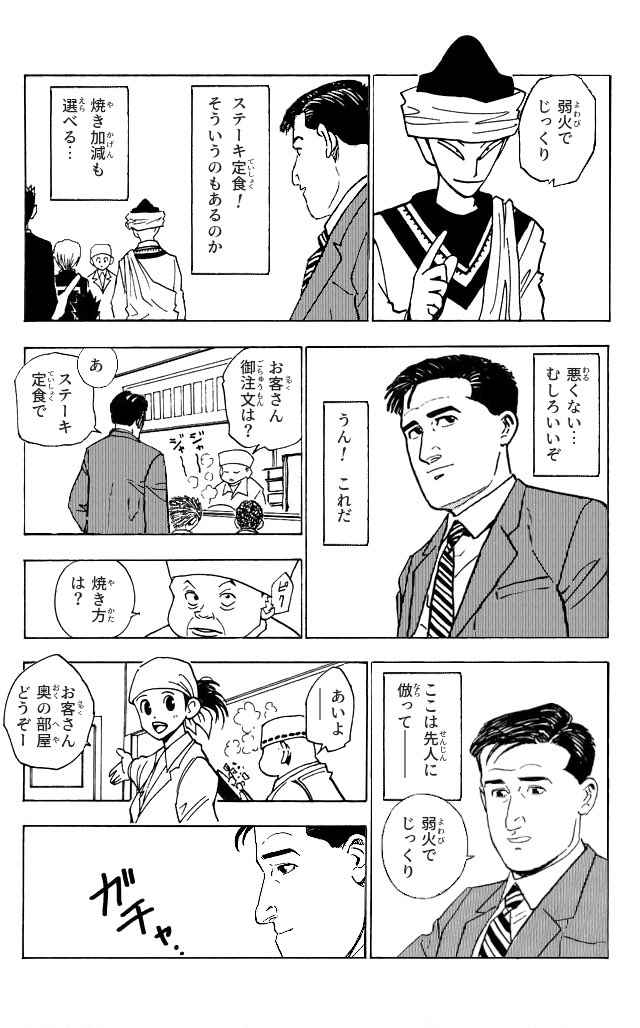 弱火で
じっくり
ステーキ定食！
そういうのもあるのか
焼き加減も
選べる…
悪くない…
むしろいいぞ
うん！　これだ
お客さん
御注文は？
ジャジャ
あ
ステーキ
定食で
ピク
焼き方
は？
ここは先人に
倣って――
弱火で
じっくり
あいよ
――
お客さん
奥の部屋
どうぞー
ガチャ‥